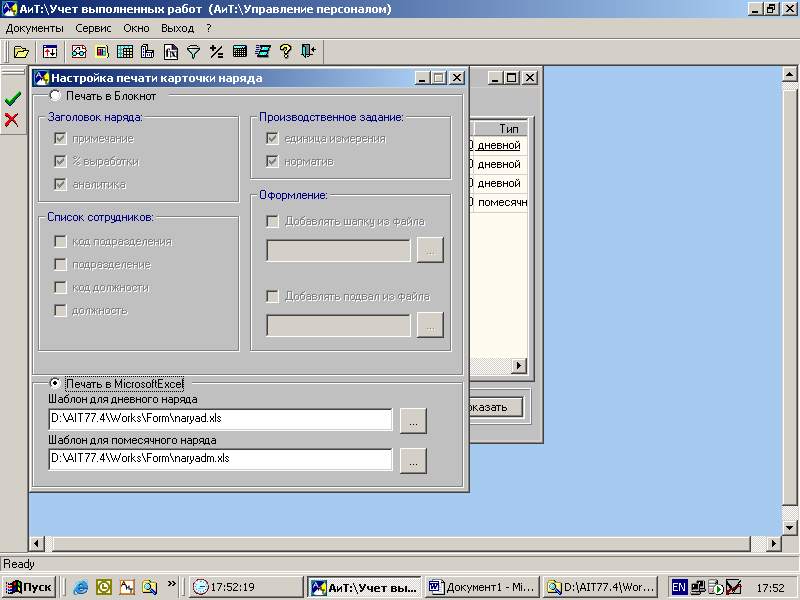 АиТ:\Учет выполненных работ (АиТ:\Управление персоналом)
Документы Сервис Окно Выход ?
Настройка печати карточки наряда
Печать в Блокнот
Заголовок наряда:
примечание
% выработки
аналитика
Список сотрудников:
код подразделения
подразделение
код должности
должность
Производственное задание:
единица измерения
норматив
Оформление:
Добавлять шапку из файла
...
Добавлять подвал из файла
...
Печать в MicrosoftExcel
Шаблон для дневного наряда
D:\AIT77.4\Works\Form\naryad.xls
...
Шаблон для помесячного наряда
D:\AIT77.4\Works\Form\naryadm.xls
...
Тип
0 дневной
0 дневной
0 дневной
0 помесячн
оказать
Ready
Пуск
»
17:52:19
АиТ:\Учет вы...
Документ1 - Mi...
D:\AIT77.4\Wor...
EN
17:52